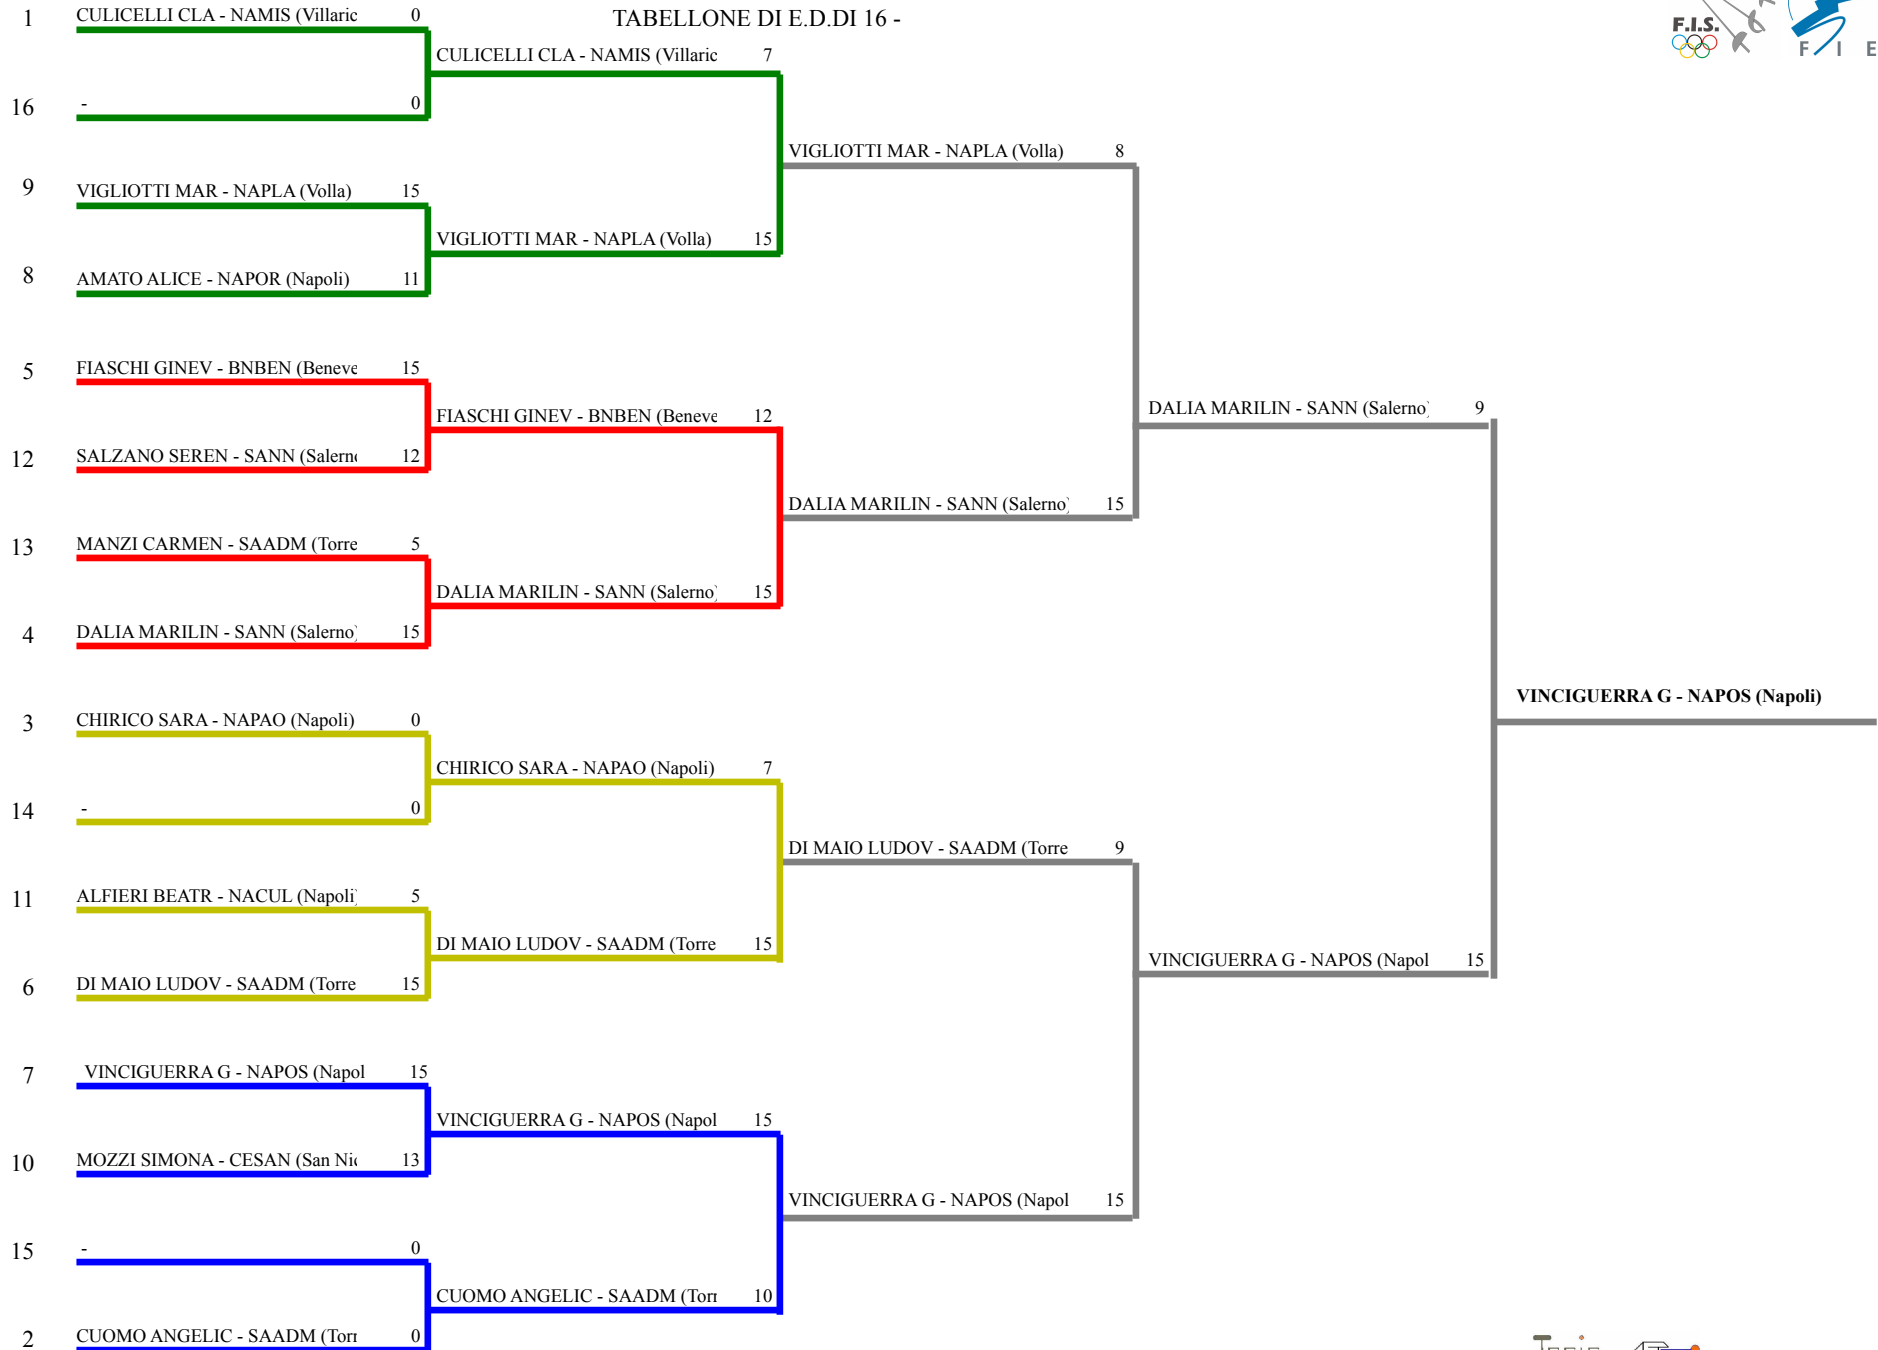 TABELLONE DI E.D.DI 16 -
F.I.S.
F I E
1 CULICELLI CLA - NAMIS (Villaric 0
CULICELLI CLA - NAMIS (Villaric 7
16 - 0
VIGLIOTTI MAR - NAPLA (Volla) 8
9 VIGLIOTTI MAR - NAPLA (Volla) 15
VIGLIOTTI MAR - NAPLA (Volla) 15
8 AMATO ALICE - NAPOR (Napoli) 11
5 FIASCHI GINEV - BNBEN (Beneve 15
DALIA MARILIN - SANN (Salerno) 9
FIASCHI GINEV - BNBEN (Beneve 12
12 SALZANO SEREN - SANN (Salerno 12
DALIA MARILIN - SANN (Salerno) 15
13 MANZI CARMEN - SAADM (Torre 5
DALIA MARILIN - SANN (Salerno) 15
4 DALIA MARILIN - SANN (Salerno) 15
VINCIGUERRA G - NAPOS (Napoli)
3 CHIRICO SARA - NAPAO (Napoli) 0
CHIRICO SARA - NAPAO (Napoli) 7
14 - 0
DI MAIO LUDOV - SAADM (Torre 9
11 ALFIERI BEATR - NACUL (Napoli) 5
DI MAIO LUDOV - SAADM (Torre 15
VINCIGUERRA G - NAPOS (Napol 15
6 DI MAIO LUDOV - SAADM (Torre 15
7 VINCIGUERRA G - NAPOS (Napol 15
VINCIGUERRA G - NAPOS (Napol 15
10 MOZZI SIMONA - CESAN (San Nic 13
VINCIGUERRA G - NAPOS (Napol 15
15 - 0
CUOMO ANGELIC - SAADM (Torr 10
2 CUOMO ANGELIC - SAADM (Torr 0